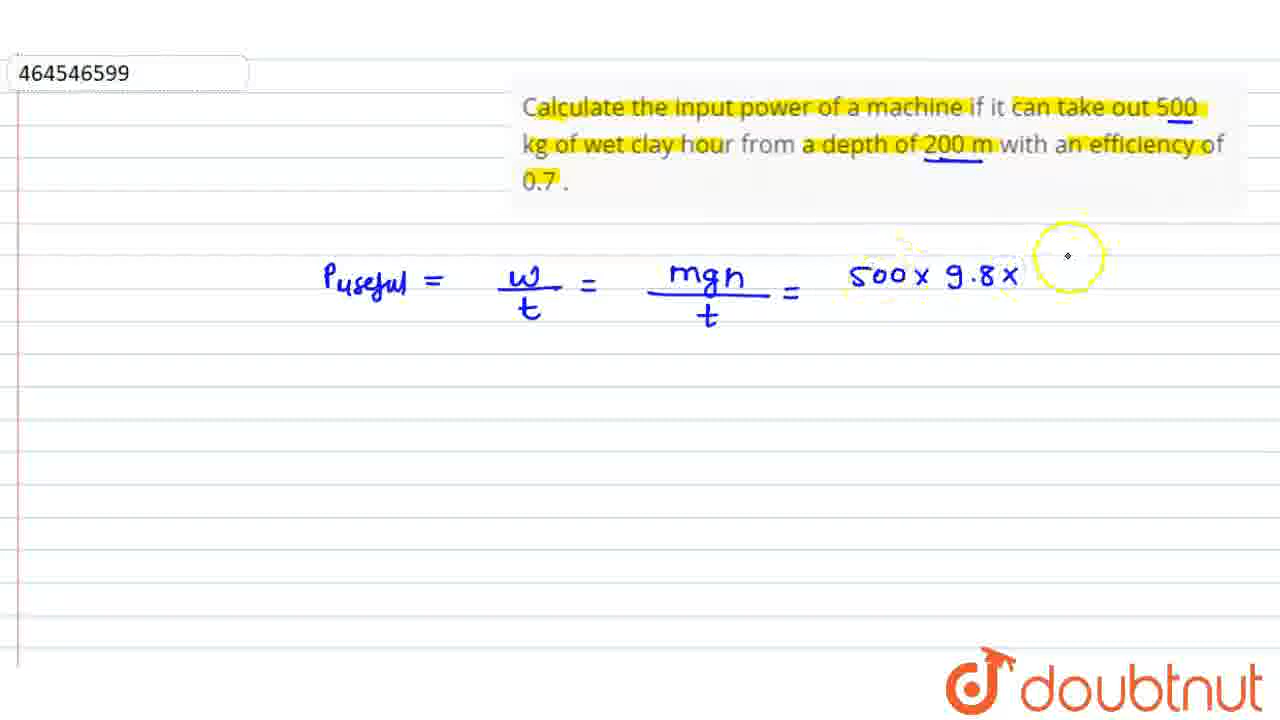 464546599
Calculate the input power of a machine if it can take out 500
kg of wet clay hour from a depth of 200 m with an efficiency of
0.7 .
Puseful = w/t = mgh/t = 500 x 9.8 x
doubtnut